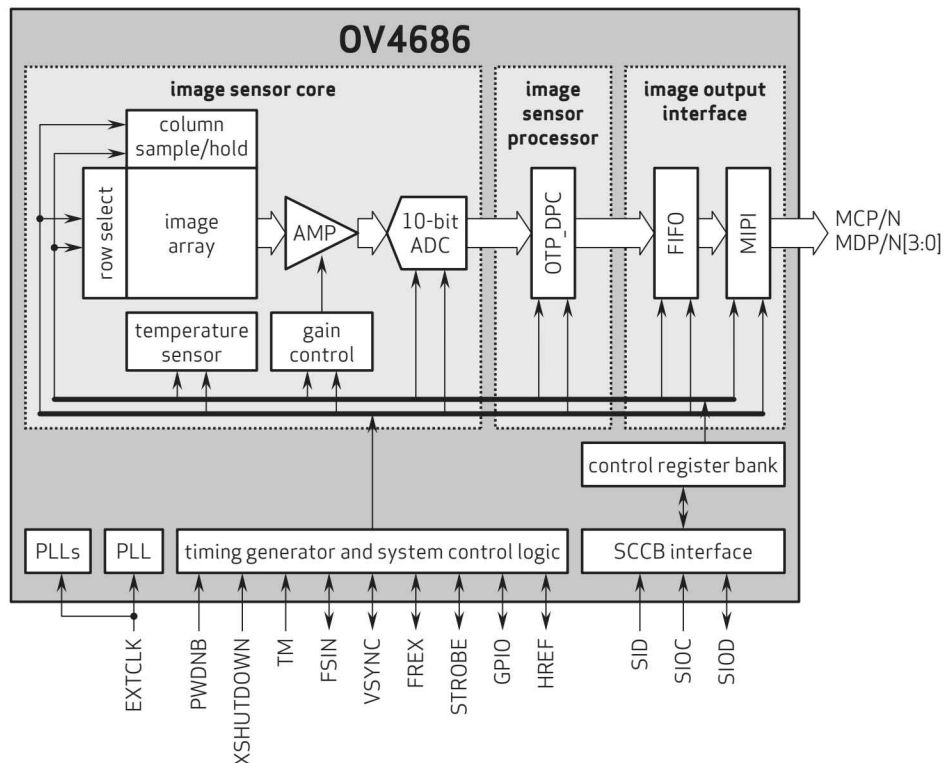 OV4686
image sensor core
image
sensor
processor
image output
interface
column
sample/hold
row select
image
array
AMP
10-bit
ADC
OTP_DPC
FIFO
MIPI
MCP/N
MDP/N[3:0]
temperature
sensor
gain
control
control register bank
PLLs
PLL
timing generator and system control logic
SCCB interface
EXTCLK
PWDNB
XSHUTDOWN
TM
FSIN
VSYNC
FREX
STROBE
GPIO
HREF
SID
SIOC
SIOD